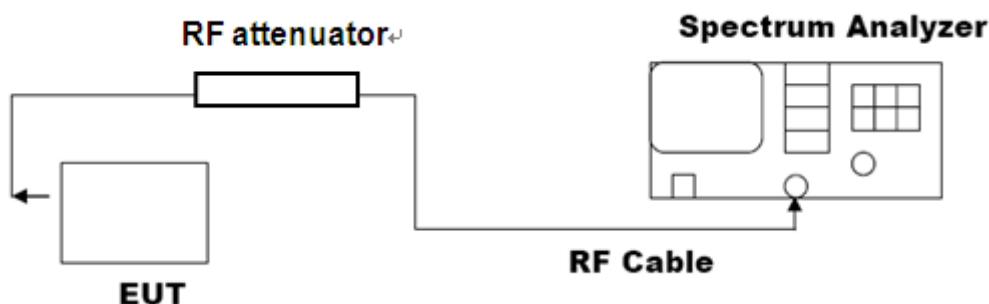 RF attenuator↵
Spectrum Analyzer
RF Cable
EUT